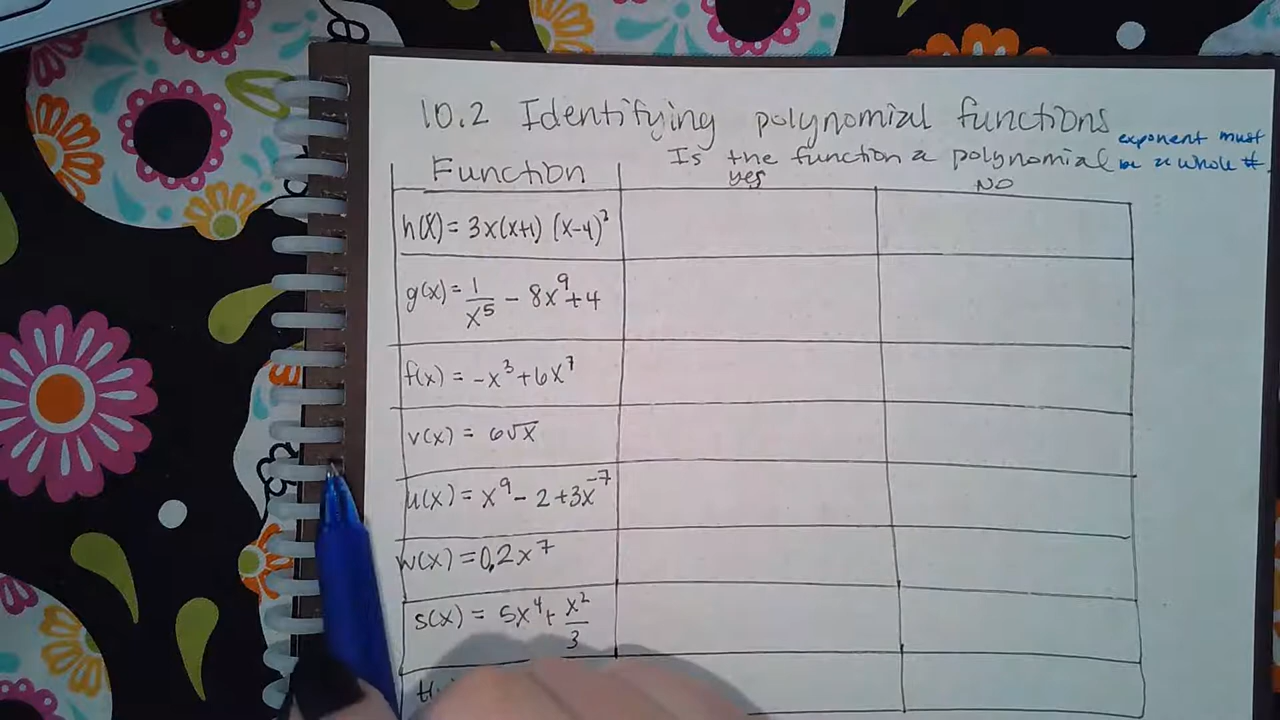 10.2 Identifying polynomial functions
exponent must
be a whole #.
Function
Is the function a polynomial
yes
NO
h(x) = 3x(x+1) (x-4)²
g(x) = 1/x⁵ - 8x⁹ + 4
f(x) = -x³ + 6x⁷
v(x) = 6√x
u(x) = x⁹ - 2 + 3x⁻⁷
w(x) = 0.2x⁷
s(x) = 5x⁴ + x²/3